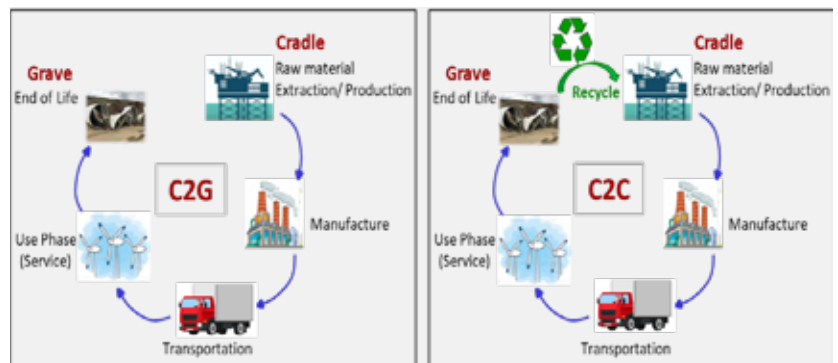 Cradle
Raw material
Extraction/ Production
Grave
End of Life
C2G
Manufacture
Use Phase
(Service)
Transportation
Cradle
Raw material
Extraction/ Production
Grave
End of Life
Recycle
C2C
Manufacture
Use Phase
(Service)
Transportation